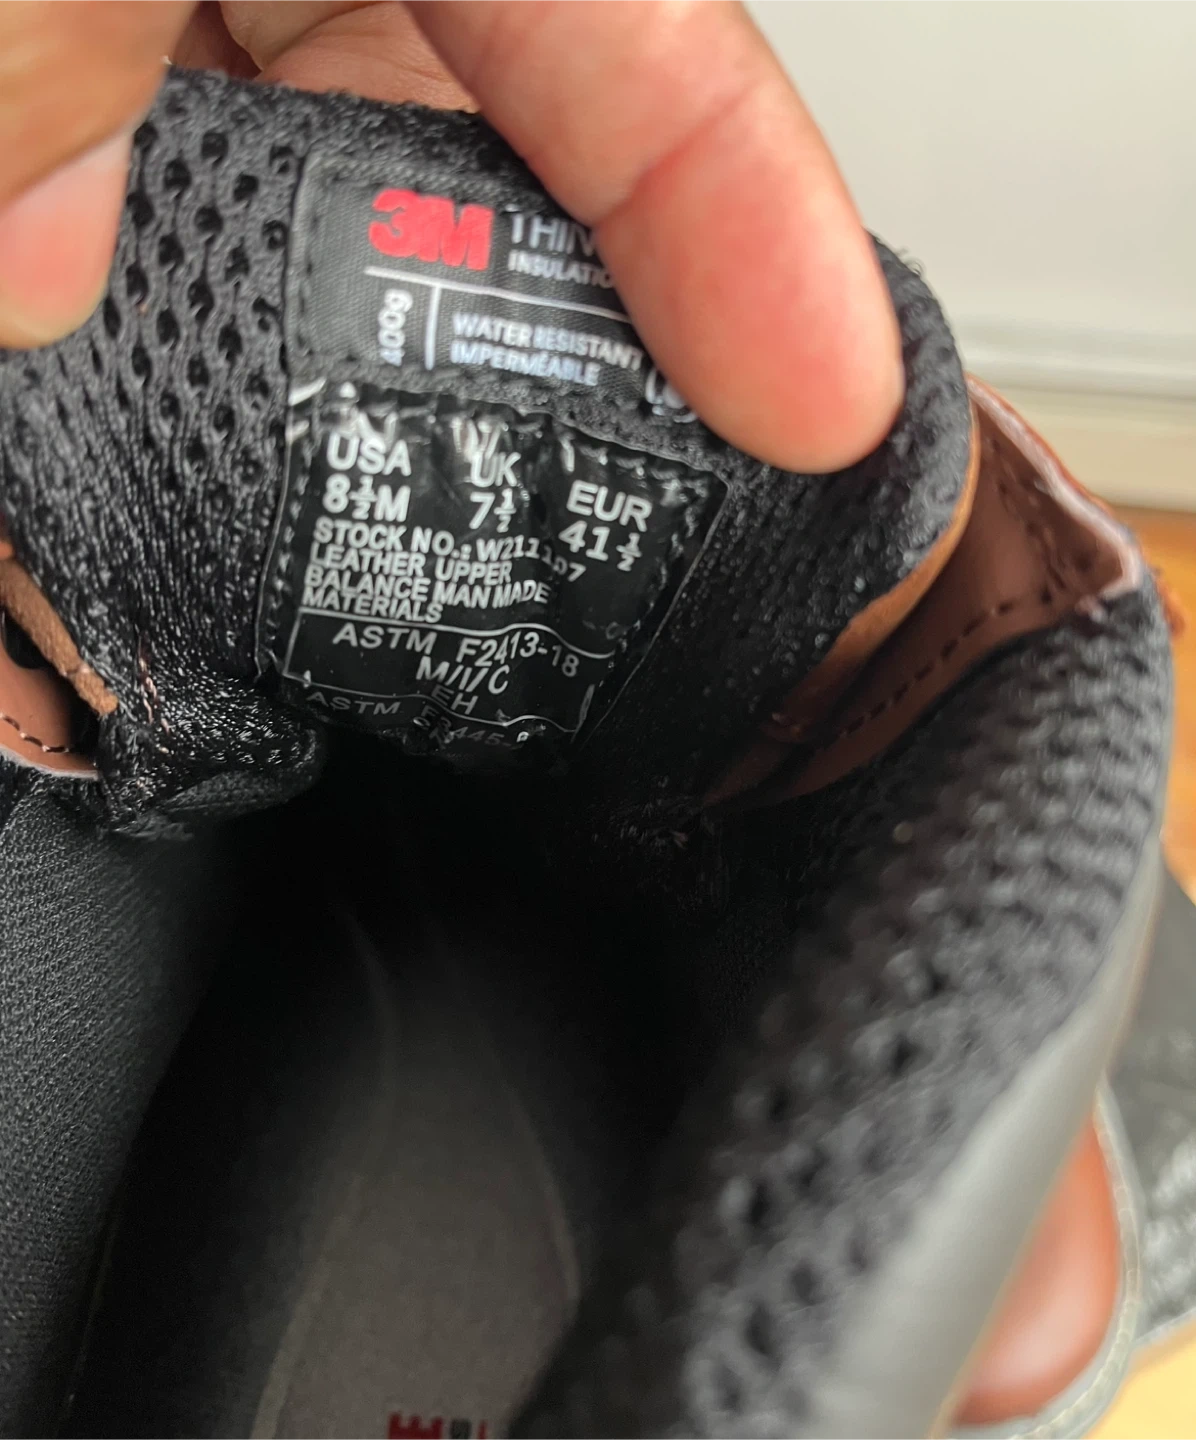 3M THIN
INSULATIO
400g
WATER RESISTANT
IMPERMÉABLE
USA UK EUR
8½M 7½ 41½
STOCK NO.:
LEATHER UPPER
BALANCE MAN MADE
MATERIALS
ASTM F2413-18
M/I/C
EH
ASTM